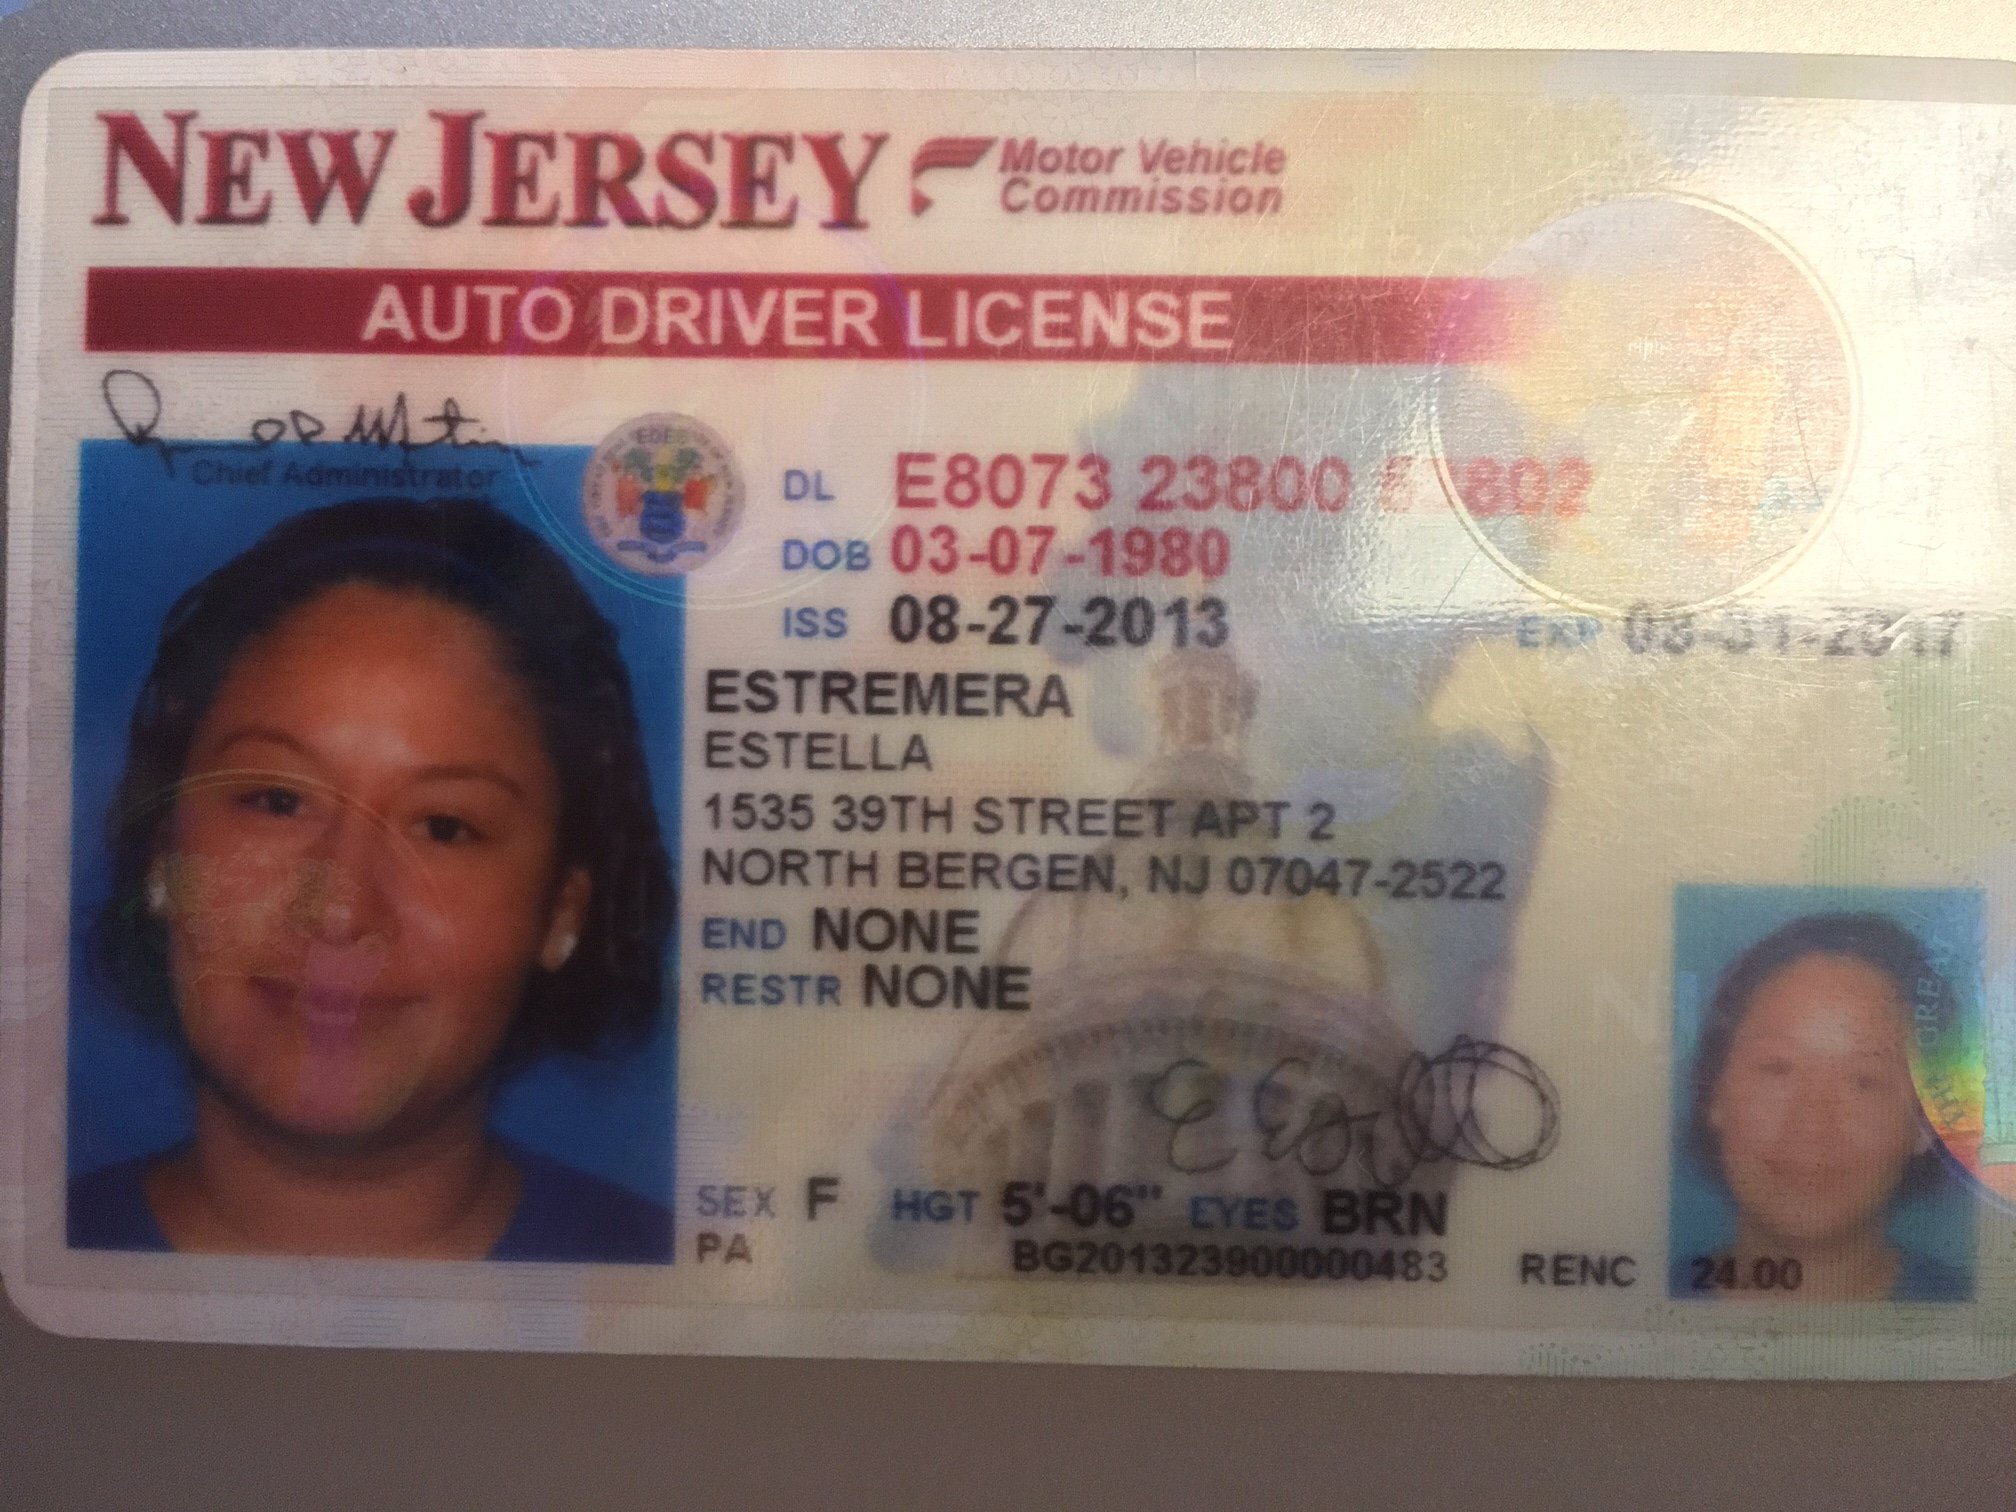 NEW JERSEY Motor Vehicle
Commission
AUTO DRIVER LICENSE
Chief Administrator
DL E8073 23800
DOB 03-07-1980
ISS 08-27-2013 EXP
ESTREMERA
ESTELLA
1535 39TH STREET APT 2
NORTH BERGEN, NJ 07047-2522
END NONE
RESTR NONE
SEX F HGT 5'-06" EYES BRN
PA BG201323900000483 RENC 24.00